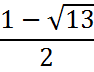 (1 − √13)/2